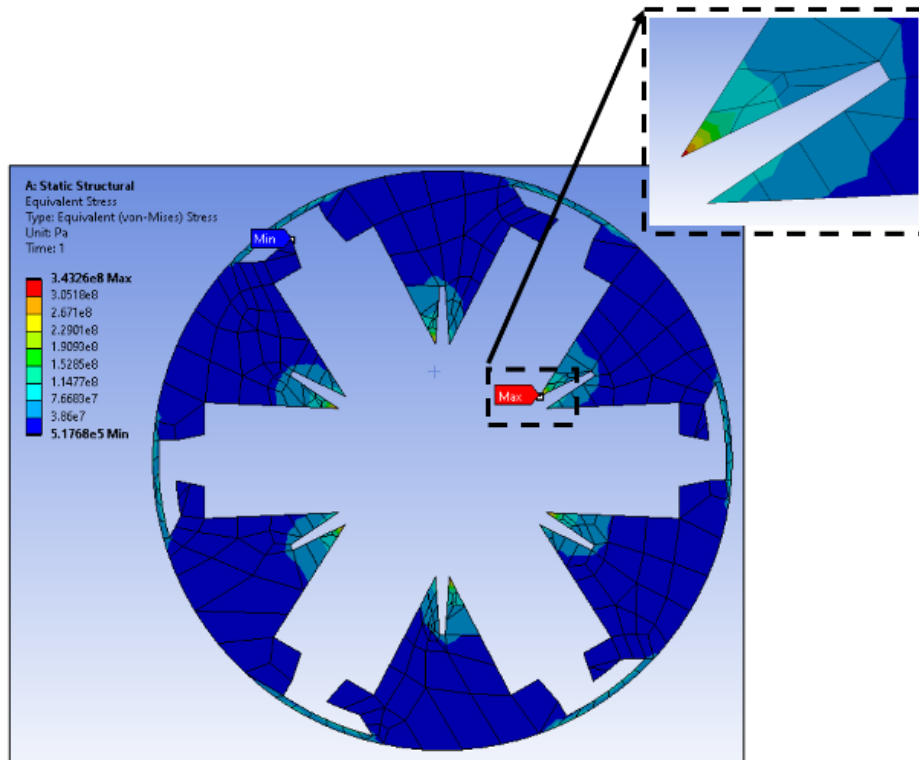 A: Static Structural
Equivalent Stress
Type: Equivalent (von-Mises) Stress
Unit: Pa
Time: 1
3.4326e8 Max
3.0518e8
2.671e8
2.2901e8
1.9093e8
1.5285e8
1.1477e8
7.6683e7
3.86e7
5.1768e5 Min
Min
Max